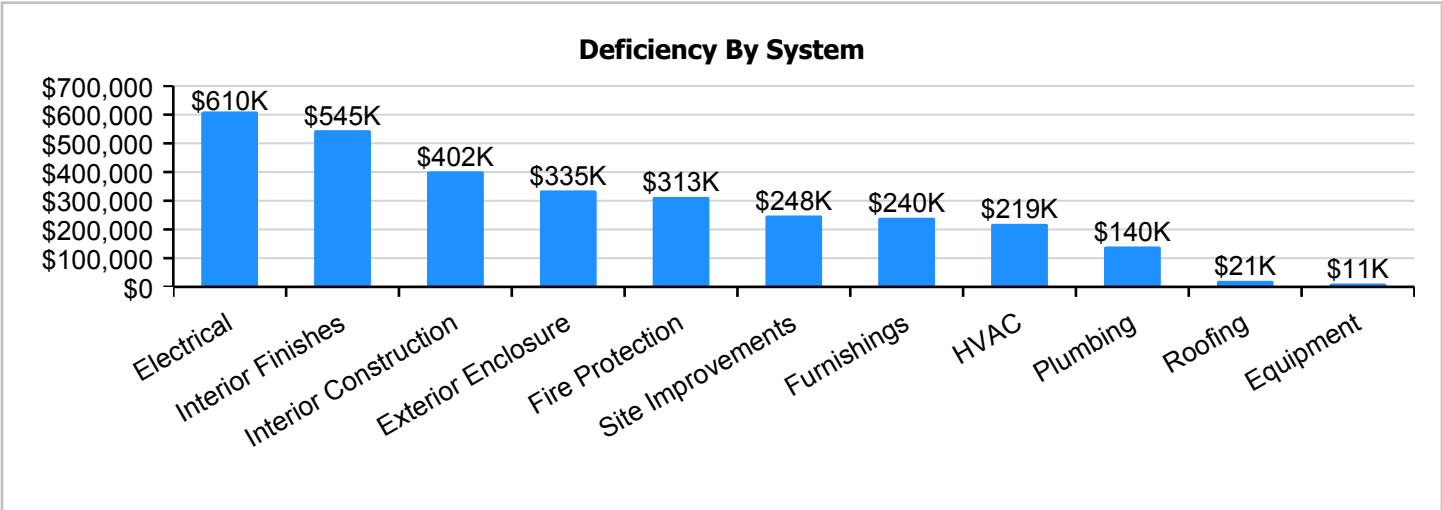 Deficiency By System
$700,000
$600,000
$500,000
$400,000
$300,000
$200,000
$100,000
$0
$610K
$545K
$402K
$335K
$313K
$248K
$240K
$219K
$140K
$21K
$11K
Electrical
Interior Finishes
Interior Construction
Exterior Enclosure
Fire Protection
Site Improvements
Furnishings
HVAC
Plumbing
Roofing
Equipment